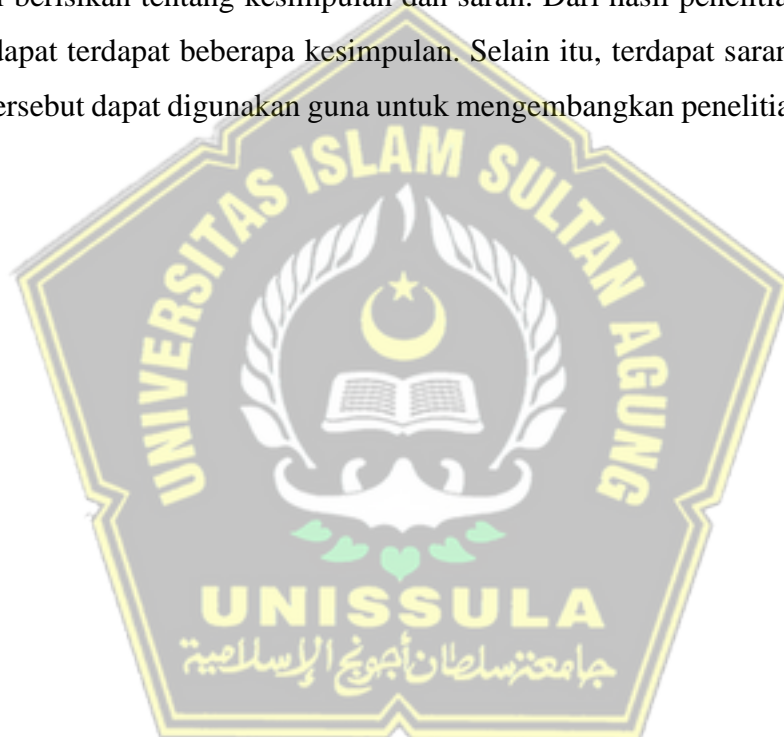 berisikan tentang kesimpulan dan saran. Dari hasil penelitia
dapat terdapat beberapa kesimpulan. Selain itu, terdapat saran
ersebut dapat digunakan guna untuk mengembangkan penelitia
UNIVERSITAS ISLAM SULTAN AGUNG
UNISSULA
جامعة سلطان أجونج الإسلامية